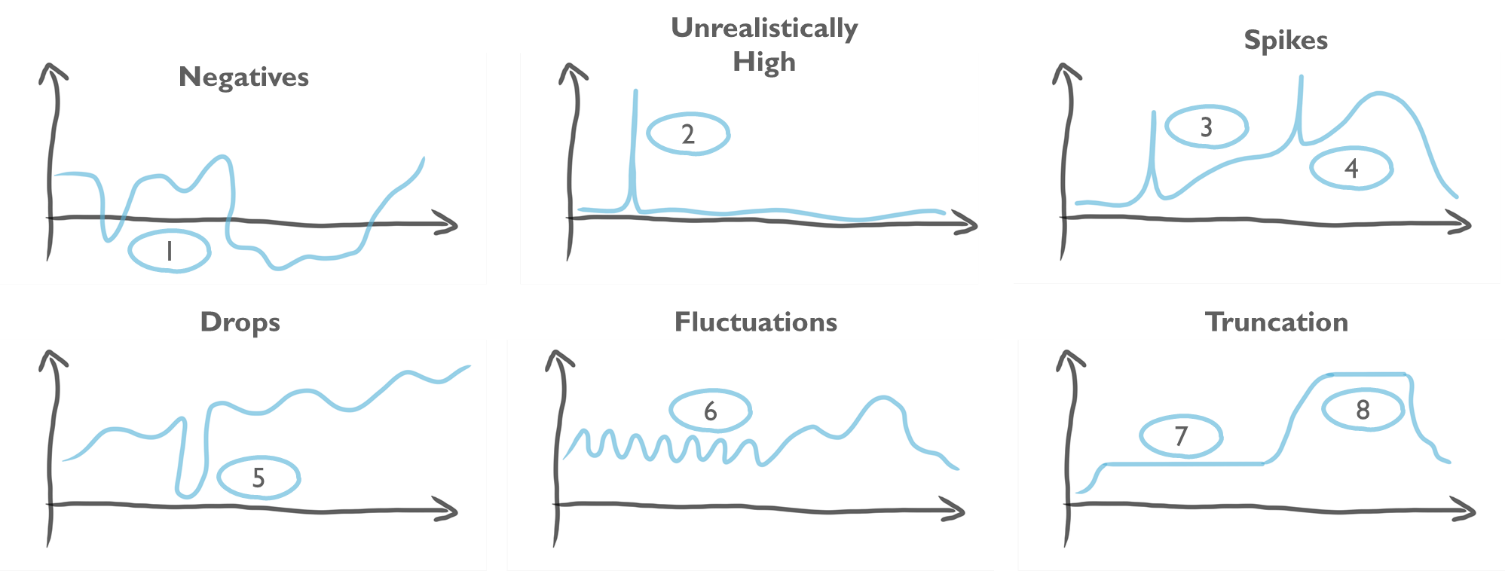 Negatives
Unrealistically
High
Spikes
1
2
3
4
Drops
Fluctuations
Truncation
5
6
7
8